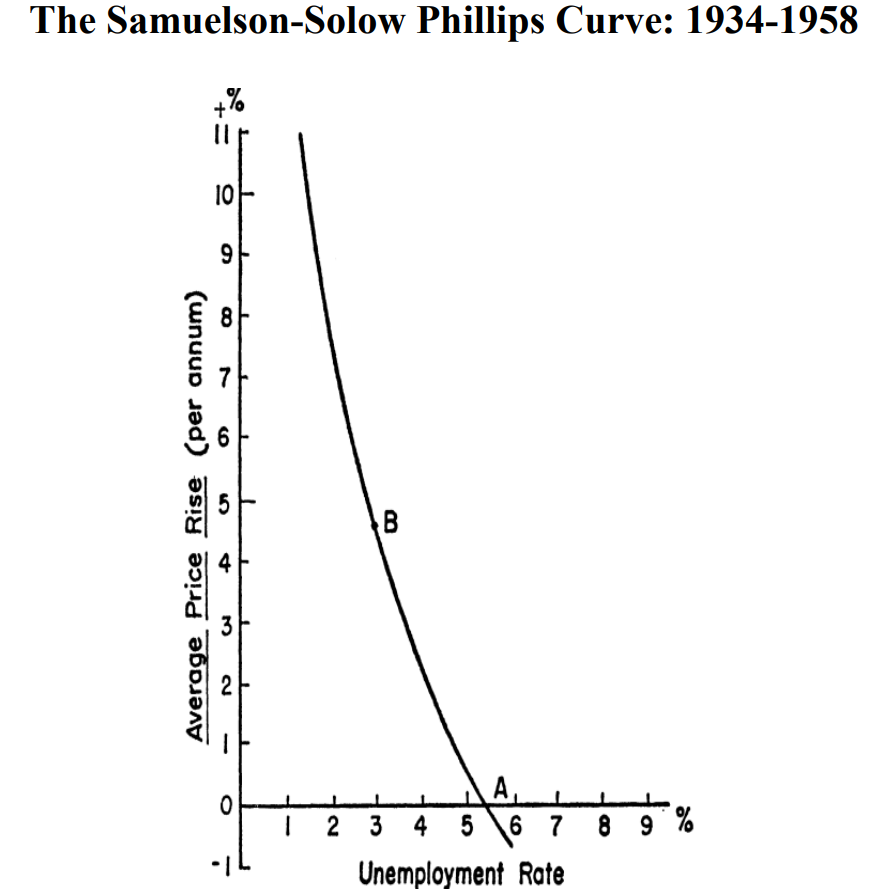 The Samuelson-Solow Phillips Curve: 1934-1958
+%
11
10
9
8
7
6
5
4
3
2
1
0
-1
Average Price Rise (per annum)
B
A
1 2 3 4 5 6 7 8 9 %
Unemployment Rate